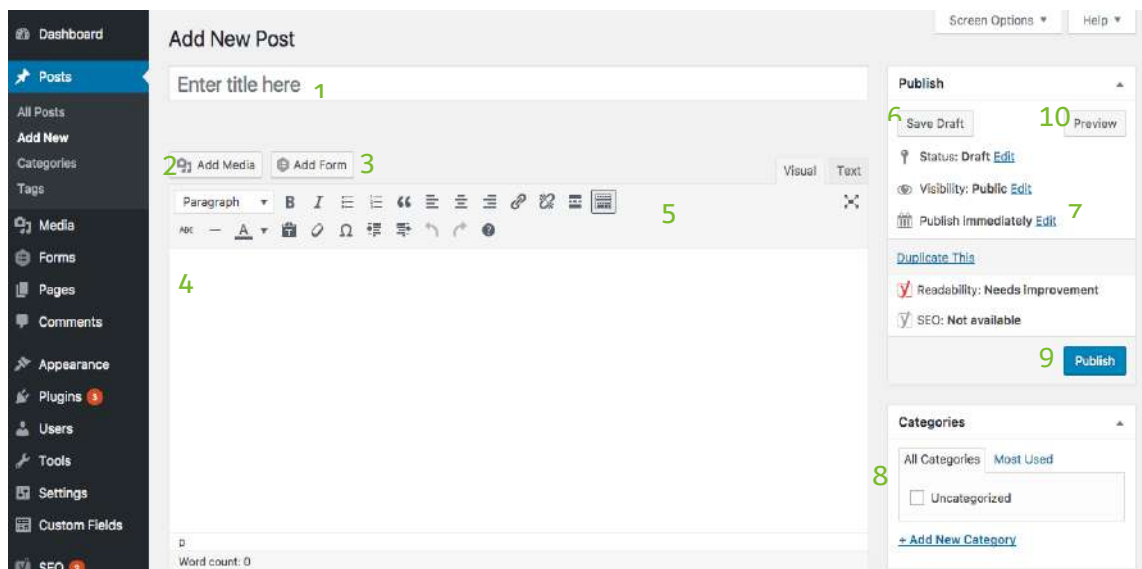 Screen Options ▼ Help ▼
Dashboard
Posts
All Posts
Add New
Categories
Tags
Media
Forms
Pages
Comments
Appearance
Plugins 3
Users
Tools
Settings
Custom Fields
SEO 3
Add New Post
Enter title here 1
2 Add Media Add Form 3
Visual Text
Paragraph ▼ B I “ 5
ABC — A ▼ Ω ?
4
p
Word count: 0
Publish
6 Save Draft 10 Preview
Status: Draft Edit
Visibility: Public Edit
7
Publish immediately Edit
Duplicate This
Readability: Needs improvement
SEO: Not available
9 Publish
Categories
All Categories Most Used
8
Uncategorized
+ Add New Category